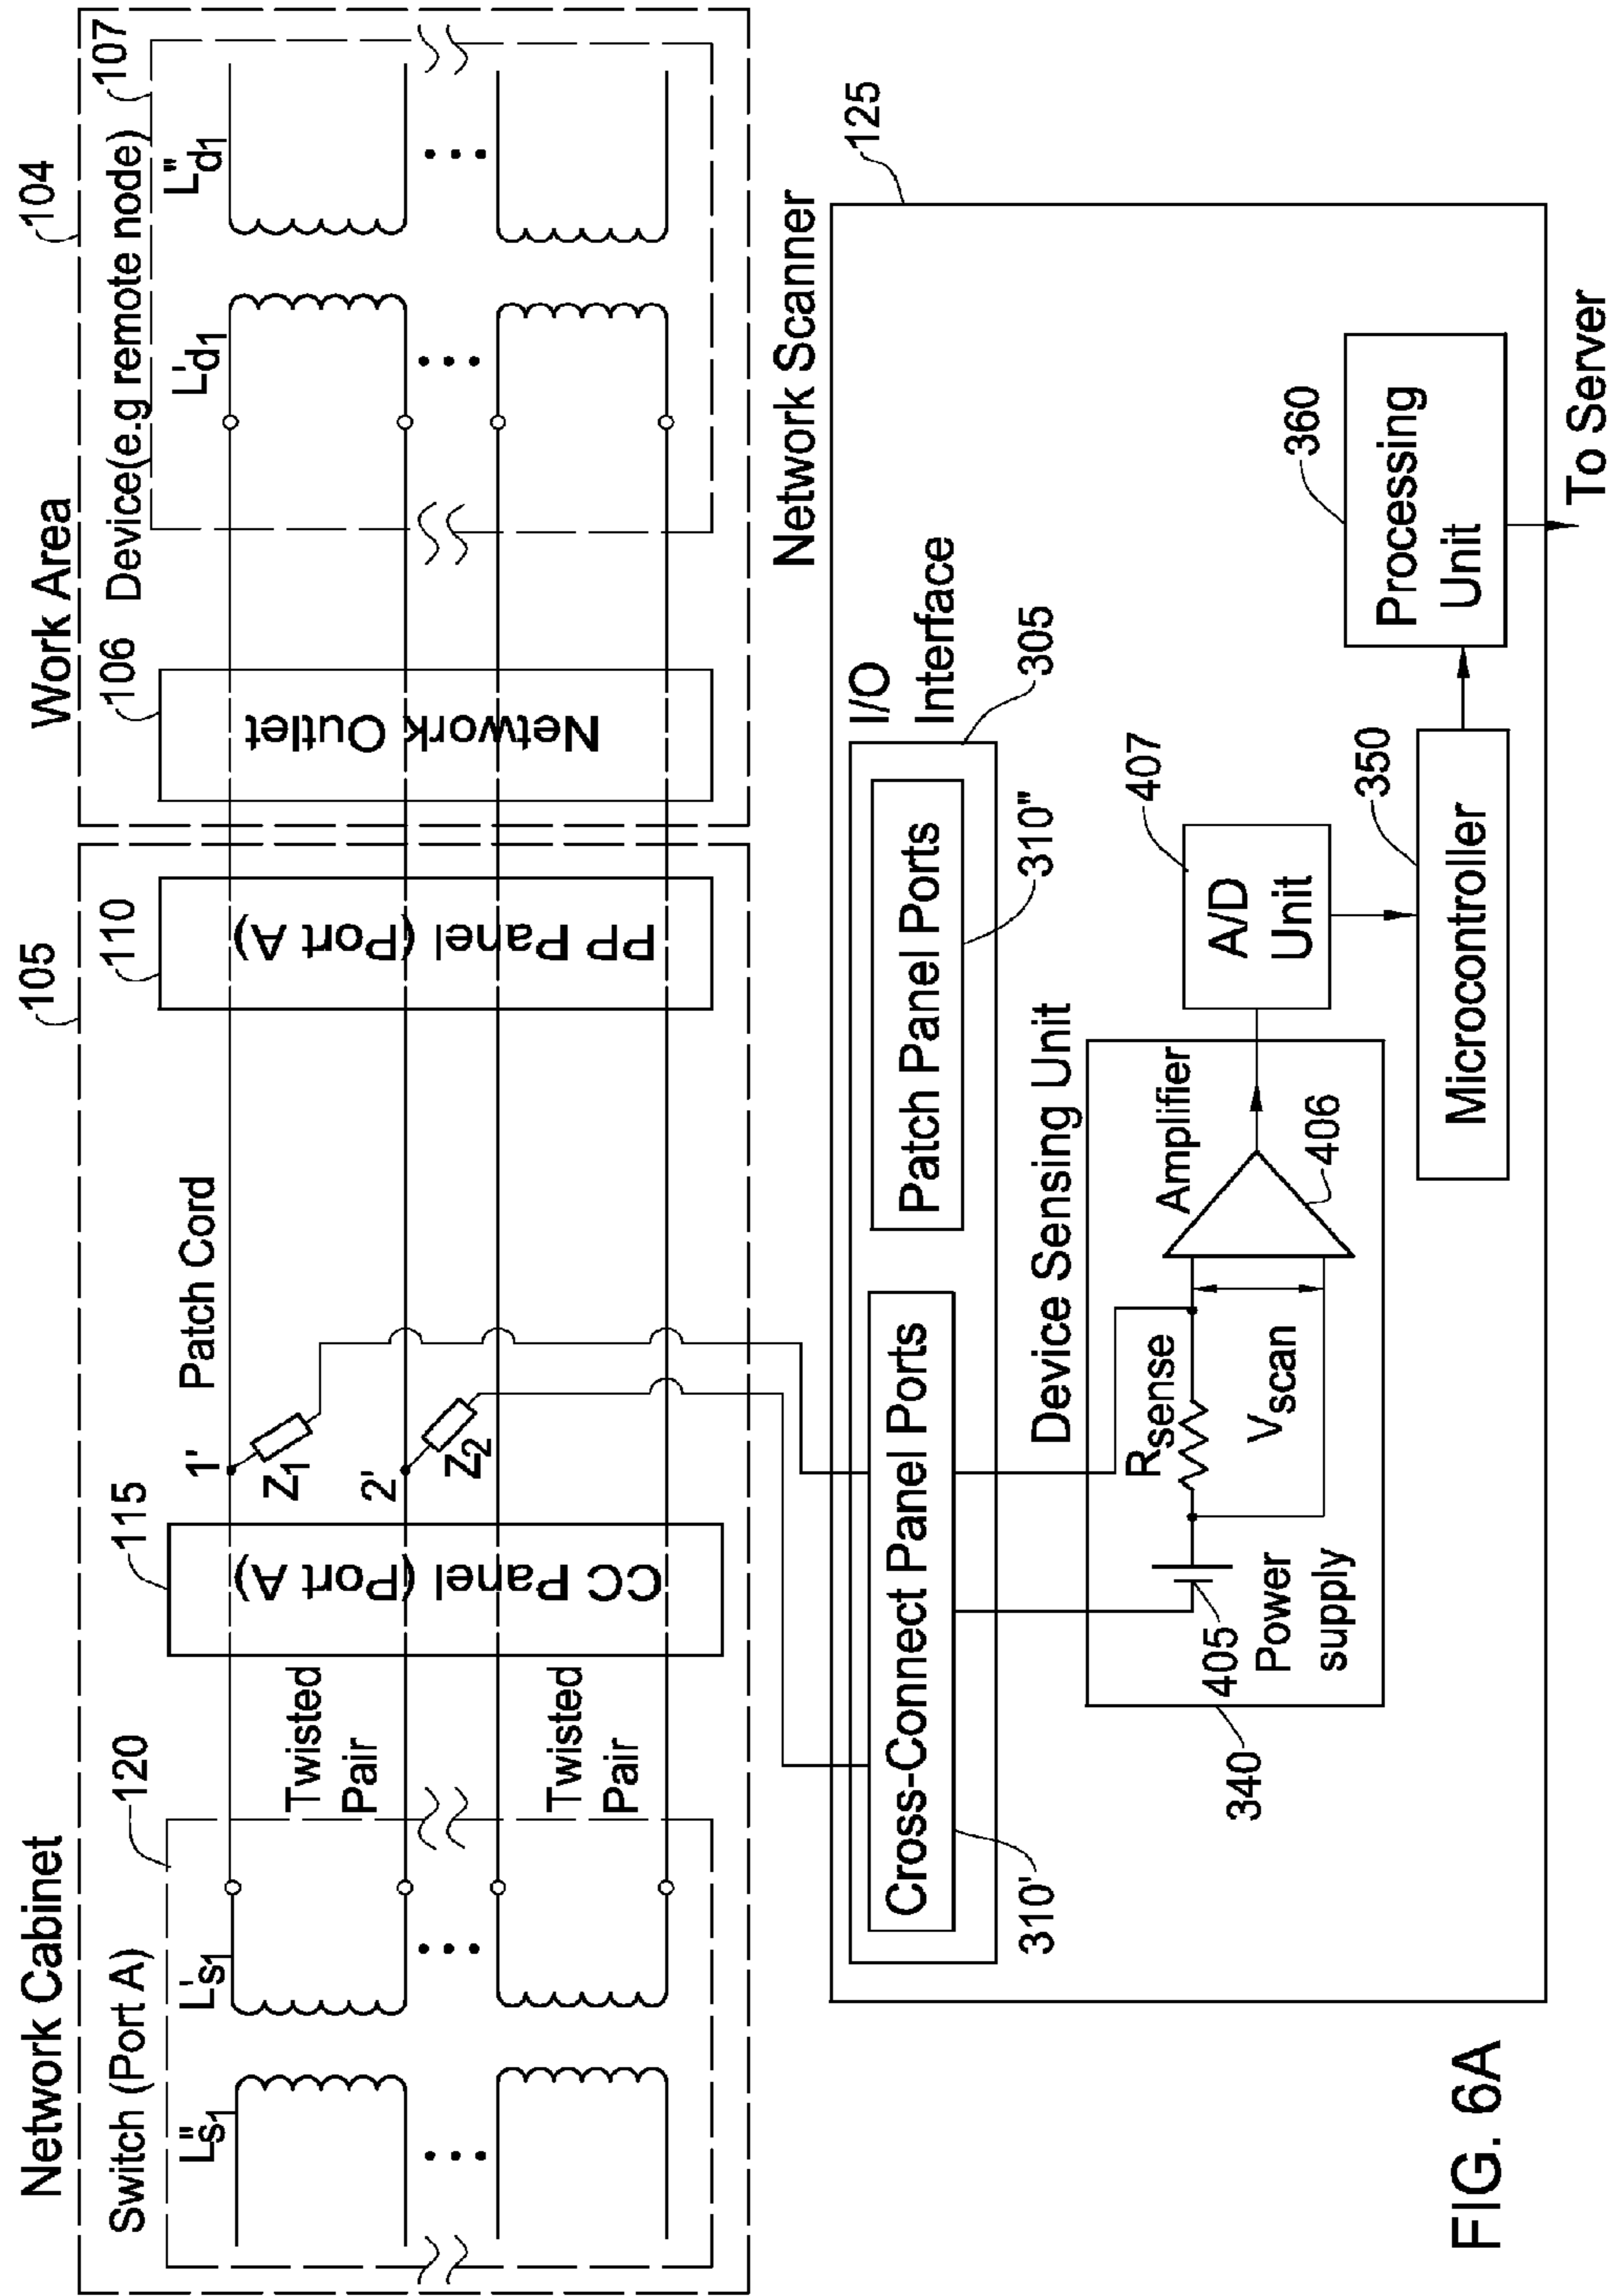 Network Cabinet
105
104
Work Area
Switch (Port A)
120
115
Patch Cord
110
106
Device(e.g remote node)
107
L"s1
L's1
Twisted
Pair
Twisted
Pair
CC Panel (Port A)
1'
Z1
2'
Z2
PP Panel (Port A)
Network Outlet
L'd1
L"d1
Network Scanner
125
I/O
Interface
305
Cross-Connect Panel Ports
310'
Patch Panel Ports
310"
Device Sensing Unit
340
Rsense
Amplifier
Vscan
405
Power
supply
406
407
A/D
Unit
350
Microcontroller
360
Processing
Unit
To Server
FIG. 6A